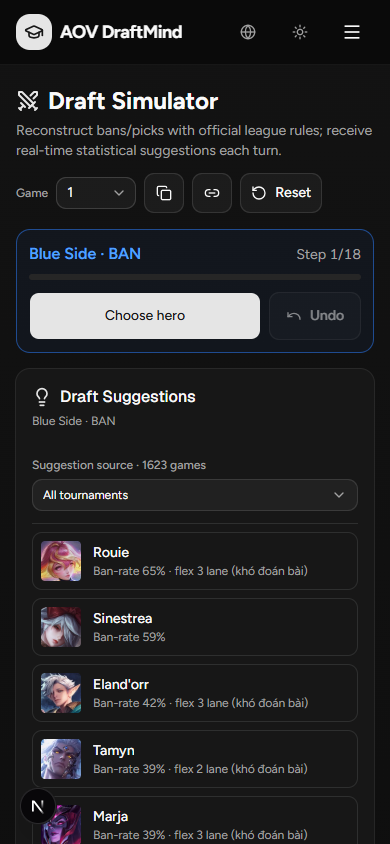 AOV DraftMind
Draft Simulator
Reconstruct bans/picks with official league rules; receive
real-time statistical suggestions each turn.
Game
1
Reset
Blue Side · BAN
Step 1/18
Choose hero
Undo
Draft Suggestions
Blue Side · BAN
Suggestion source · 1623 games
All tournaments
Rouie
Ban-rate 65% · flex 3 lane (khó đoán bài)
Sinestrea
Ban-rate 59%
Eland'orr
Ban-rate 42% · flex 3 lane (khó đoán bài)
Tamyn
Ban-rate 39% · flex 2 lane (khó đoán bài)
N
Marja
Ban-rate 39% · flex 3 lane (khó đoán bài)